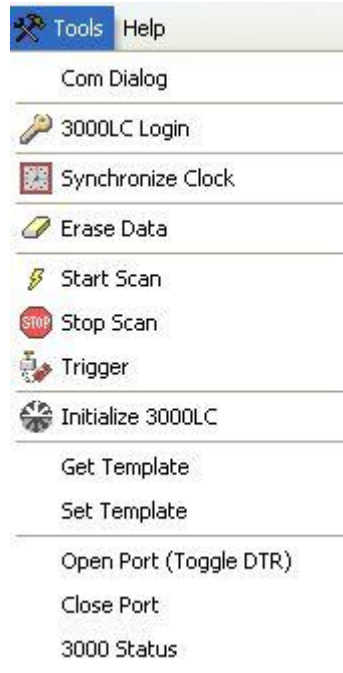 Tools Help
Com Dialog
3000LC Login
Synchronize Clock
Erase Data
Start Scan
STOP Stop Scan
Trigger
Initialize 3000LC
Get Template
Set Template
Open Port (Toggle DTR)
Close Port
3000 Status